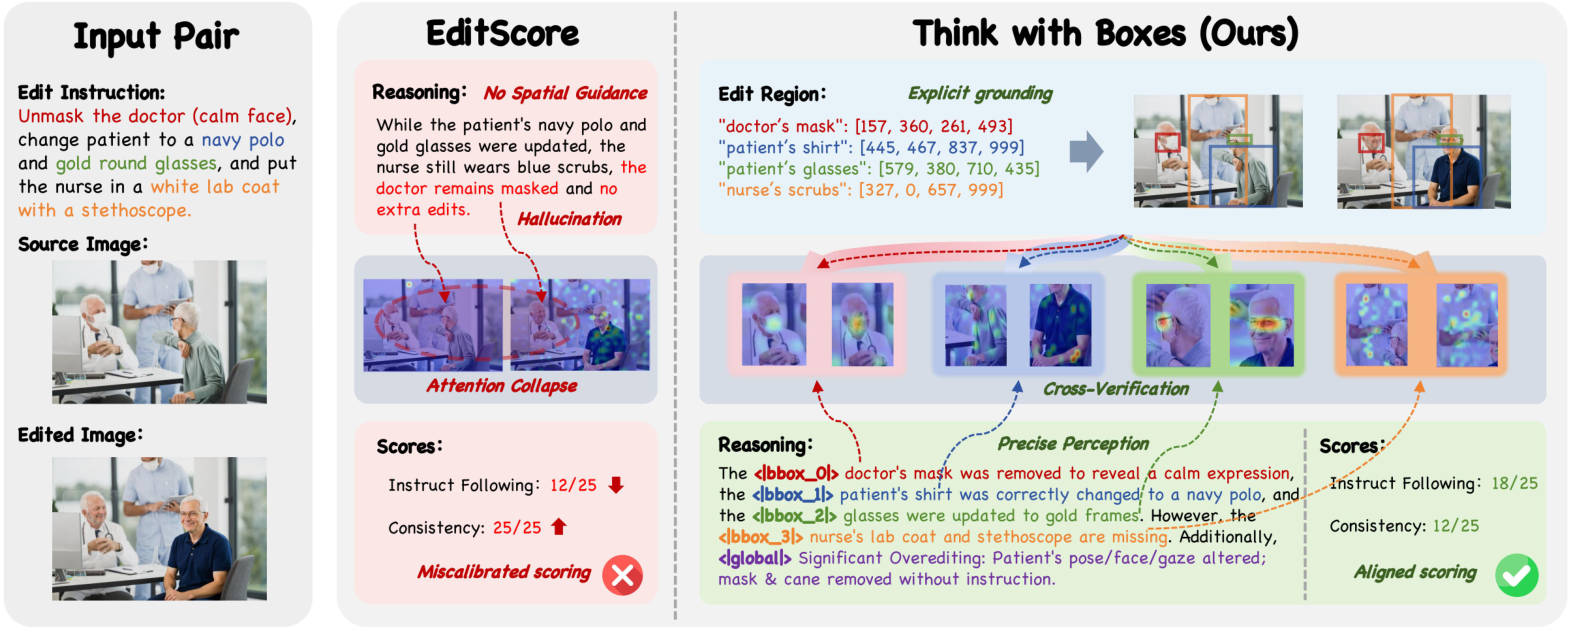 Input Pair
Edit Instruction:
Unmask the doctor (calm face),
change patient to a navy polo
and gold round glasses, and put
the nurse in a white lab coat
with a stethoscope.
Source Image:
Edited Image:
EditScore
Reasoning: No Spatial Guidance
While the patient's navy polo and
gold glasses were updated, the
nurse still wears blue scrubs, the
doctor remains masked and no
extra edits.
Hallucination
Attention Collapse
Scores:
Instruct Following: 12/25
Consistency: 25/25
Miscalibrated scoring
Think with Boxes (Ours)
Edit Region: Explicit grounding
"doctor's mask": [157, 360, 261, 493]
"patient's shirt": [445, 467, 837, 999]
"patient's glasses": [579, 380, 710, 435]
"nurse's scrubs": [327, 0, 657, 999]
Cross-Verification
Reasoning: Precise Perception
The <|bbox_0|> doctor's mask was removed to reveal a calm expression,
the <|bbox_1|> patient's shirt was correctly changed to a navy polo, and
the <|bbox_2|> glasses were updated to gold frames. However, the
<|bbox_3|> nurse's lab coat and stethoscope are missing. Additionally,
<|global|> Significant Overediting: Patient's pose/face/gaze altered;
mask & cane removed without instruction.
Scores:
Instruct Following: 18/25
Consistency: 12/25
Aligned scoring